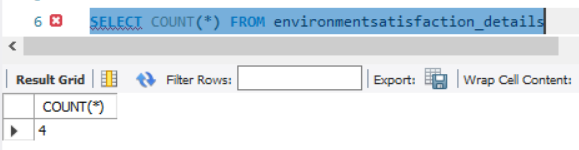 6 SELECT COUNT(*) FROM environmentsatisfaction_details
Result Grid Filter Rows: Export: Wrap Cell Content:
COUNT(*)
4